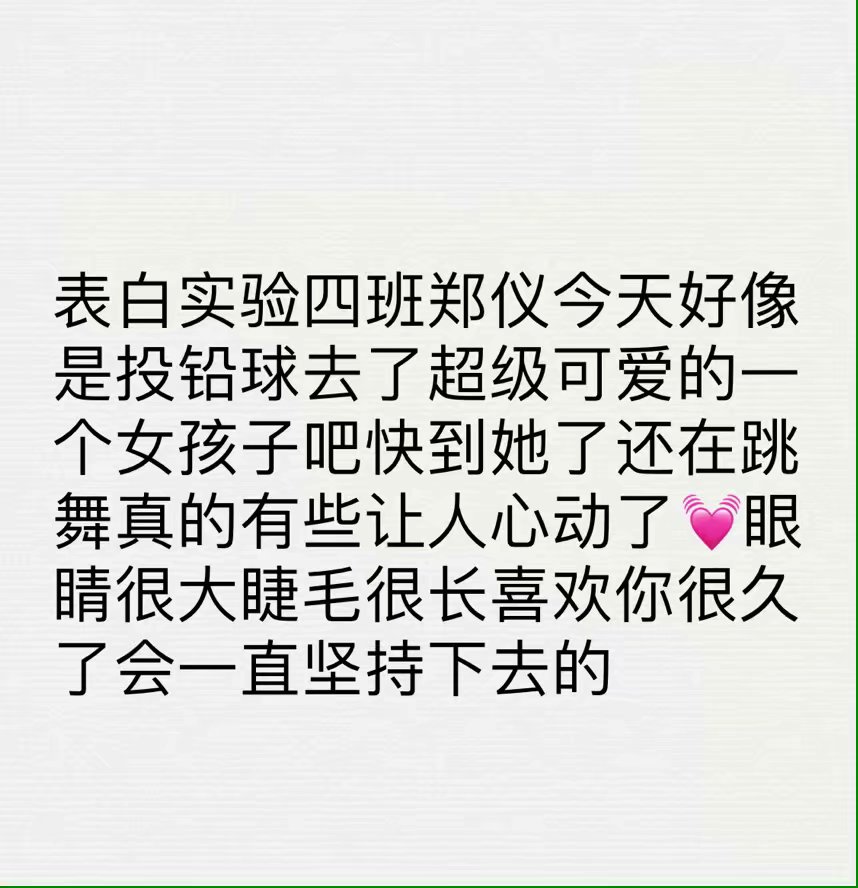 表白实验四班郑仪今天好像
是投铅球去了超级可爱的一
个女孩子吧快到她了还在跳
舞真的有些让人心动了💓眼
睛很大睫毛很长喜欢你很久
了会一直坚持下去的